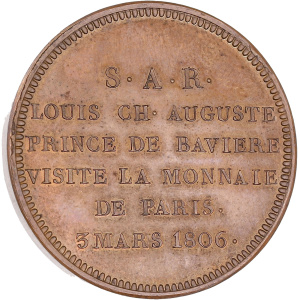 S·A·R·
LOUIS CH. AUGUSTE
PRINCE DE BAVIERE
VISITE LA MONNAIE
DE PARIS,
3 MARS 1806·